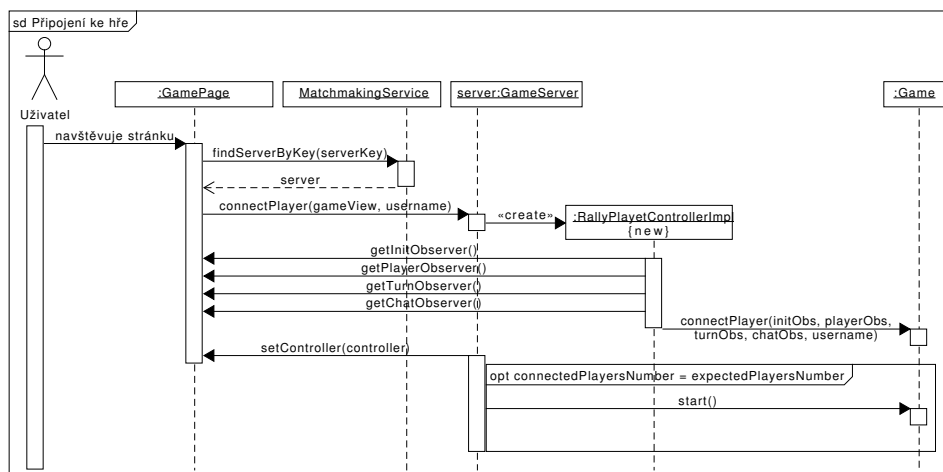 sd Připojení ke hře
Uživatel
:GamePage
MatchmakingService
server:GameServer
:Game
navštěvuje stránku
findServerByKey(serverKey)
server
connectPlayer(gameView, username)
«create»
:RallyPlayetControllerImpl
{new}
getInitObserver()
getPlayerObserver()
getTurnObserver()
getChatObserver()
connectPlayer(initObs, playerObs,
turnObs, chatObs, username)
setController(controller)
opt connectedPlayersNumber = expectedPlayersNumber
start()